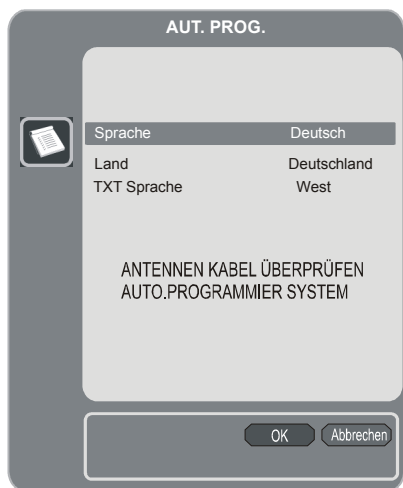 AUT. PROG.
Sprache Deutsch
Land Deutschland
TXT Sprache West
ANTENNEN KABEL ÜBERPRÜFEN
AUTO.PROGRAMMIER SYSTEM
OK Abbrechen